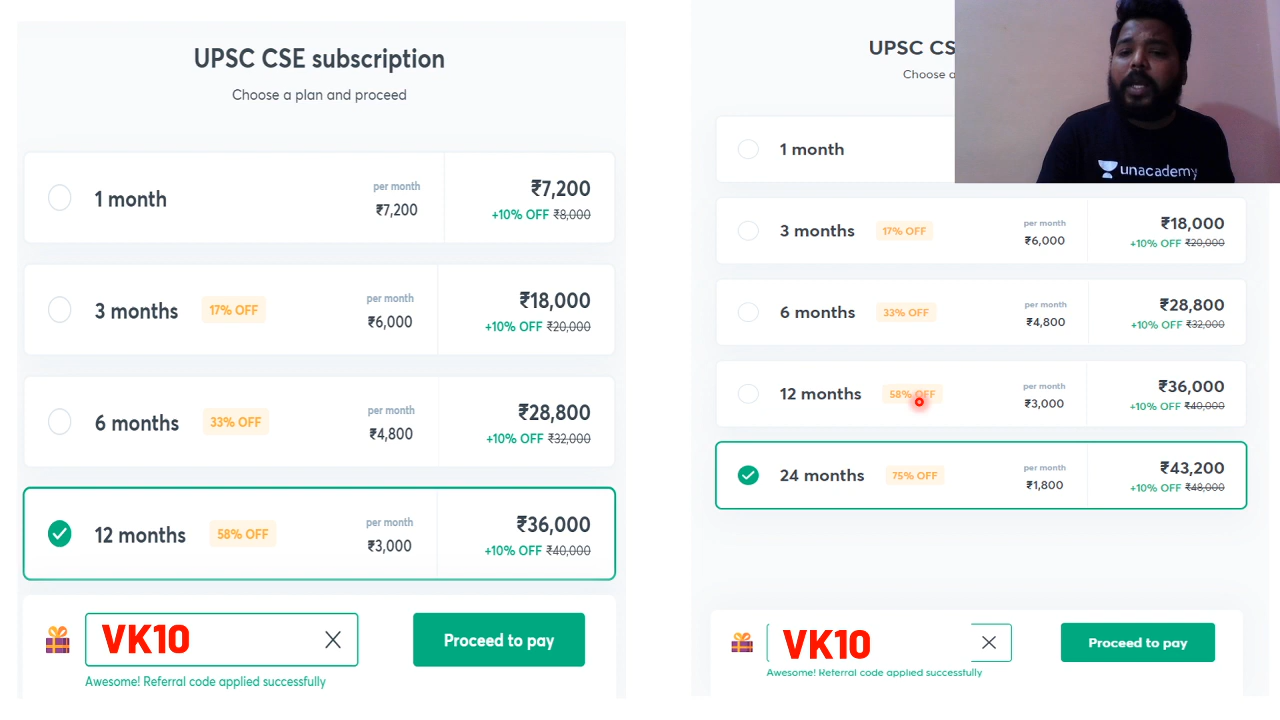 UPSC CSE subscription
Choose a plan and proceed
1 month
per month
₹7,200
₹7,200
+10% OFF ₹8,000
3 months 17% OFF
per month
₹6,000
₹18,000
+10% OFF ₹20,000
6 months 33% OFF
per month
₹4,800
₹28,800
+10% OFF ₹32,000
12 months 58% OFF
per month
₹3,000
₹36,000
+10% OFF ₹40,000
VK10
Proceed to pay
Awesome! Referral code applied successfully
UPSC
1 month
3 months 17% OFF
per month
₹6,000
₹18,000
+10% OFF ₹20,000
6 months 33% OFF
per month
₹4,800
₹28,800
+10% OFF ₹32,000
12 months 58% OFF
per month
₹3,000
₹36,000
+10% OFF ₹40,000
24 months 75% OFF
per month
₹1,800
₹43,200
+10% OFF ₹48,000
VK10
Proceed to pay
Awesome! Referral code applied successfully
Choose a
unacademy